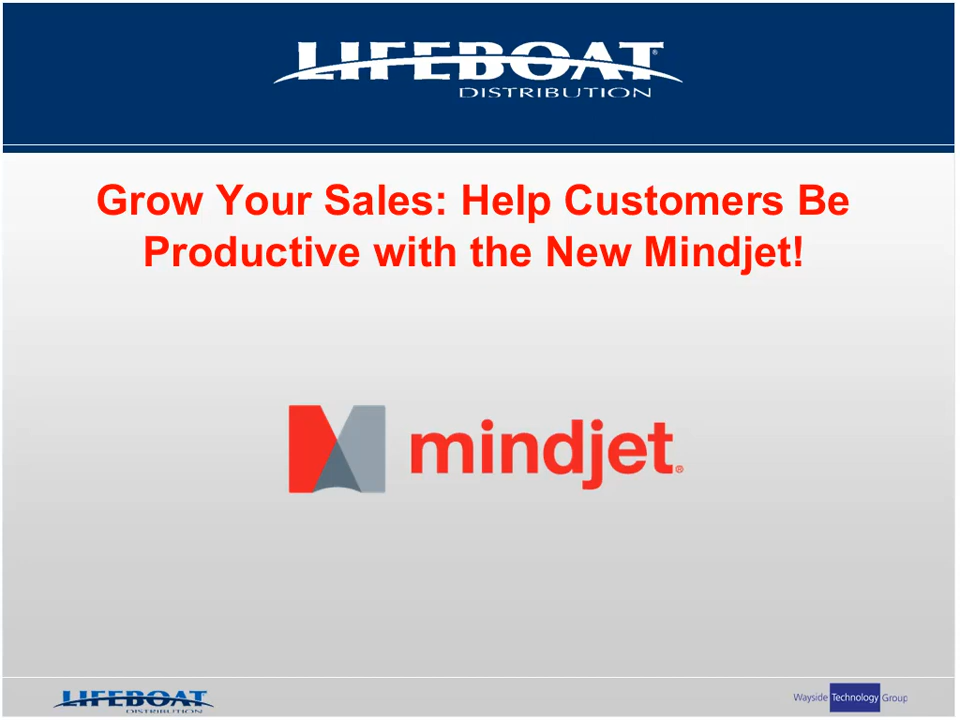 LIFEBOAT®
DISTRIBUTION
Grow Your Sales: Help Customers Be
Productive with the New Mindjet!
mindjet®
LIFEBOAT
DISTRIBUTION
Wayside Technology Group